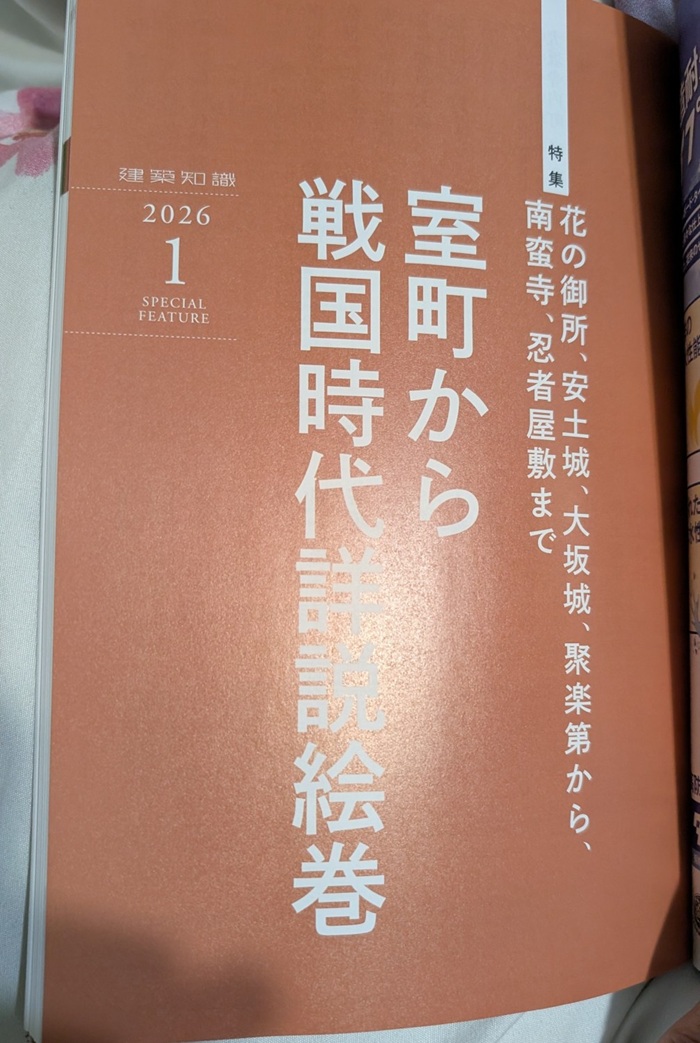 特集
花の御所、安土城、大坂城、聚楽第から、
南蛮寺、忍者屋敷まで
室町から
戦国時代詳説絵巻
建築知識
2026
1
SPECIAL
FEATURE